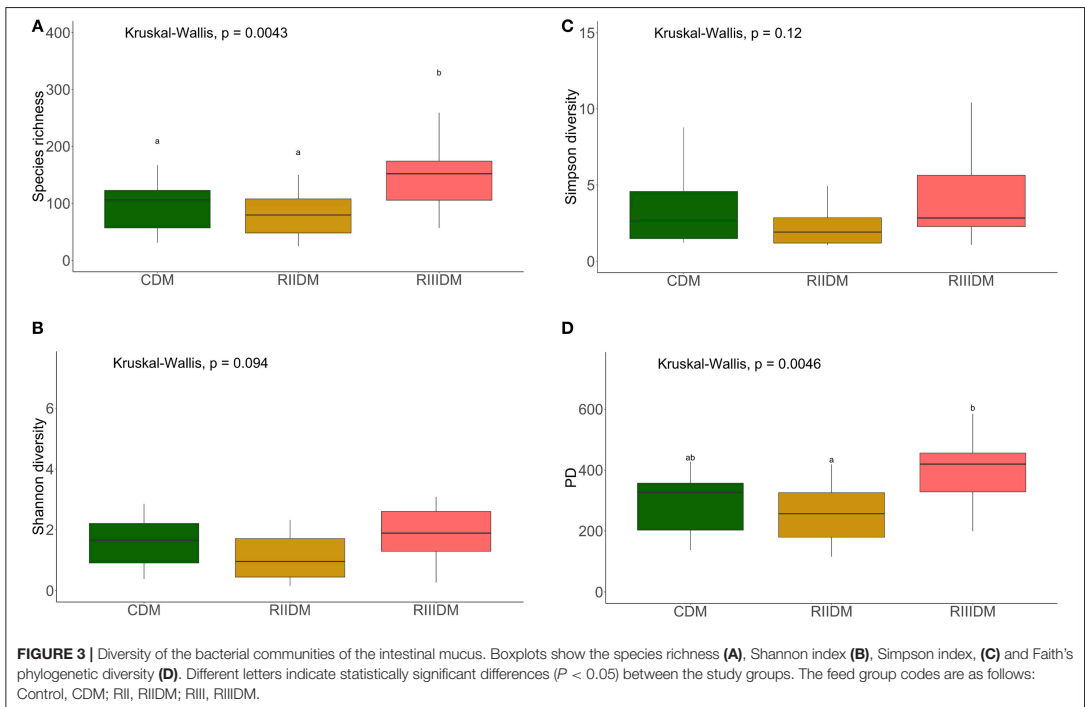 A
Kruskal-Wallis, p = 0.0043
Species richness
400
300
200
100
0
a
a
b
CDM
RIIDM
RIIIDM
C
Kruskal-Wallis, p = 0.12
Simpson diversity
15
10
5
0
CDM
RIIDM
RIIIDM
B
Kruskal-Wallis, p = 0.094
Shannon diversity
6
4
2
0
CDM
RIIDM
RIIIDM
D
Kruskal-Wallis, p = 0.0046
PD
600
400
200
0
ab
a
b
CDM
RIIDM
RIIIDM
FIGURE 3 | Diversity of the bacterial communities of the intestinal mucus. Boxplots show the species richness (A), Shannon index (B), Simpson index, (C) and Faith's
phylogenetic diversity (D). Different letters indicate statistically significant differences (P < 0.05) between the study groups. The feed group codes are as follows:
Control, CDM; RII, RIIDM; RIII, RIIIDM.